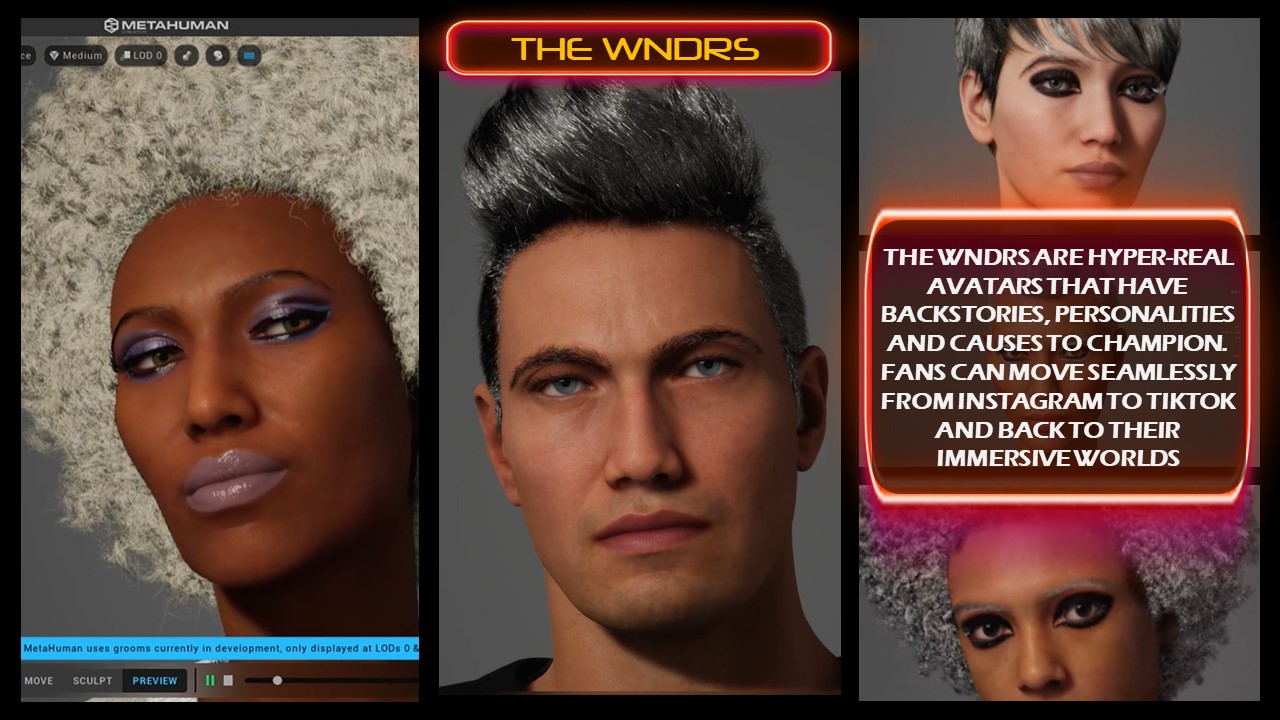 METAHUMAN
THE WNDRS
Medium
LOD 0
THE WNDRS ARE HYPER-REAL
AVATARS THAT HAVE
BACKSTORIES, PERSONALITIES
AND CAUSES TO CHAMPION.
FANS CAN MOVE SEAMLESSLY
FROM INSTAGRAM TO TIKTOK
AND BACK TO THEIR
IMMERSIVE WORLDS
MetaHuman uses grooms currently in development, only displayed at LODs 0 &
MOVE SCULPT PREVIEW